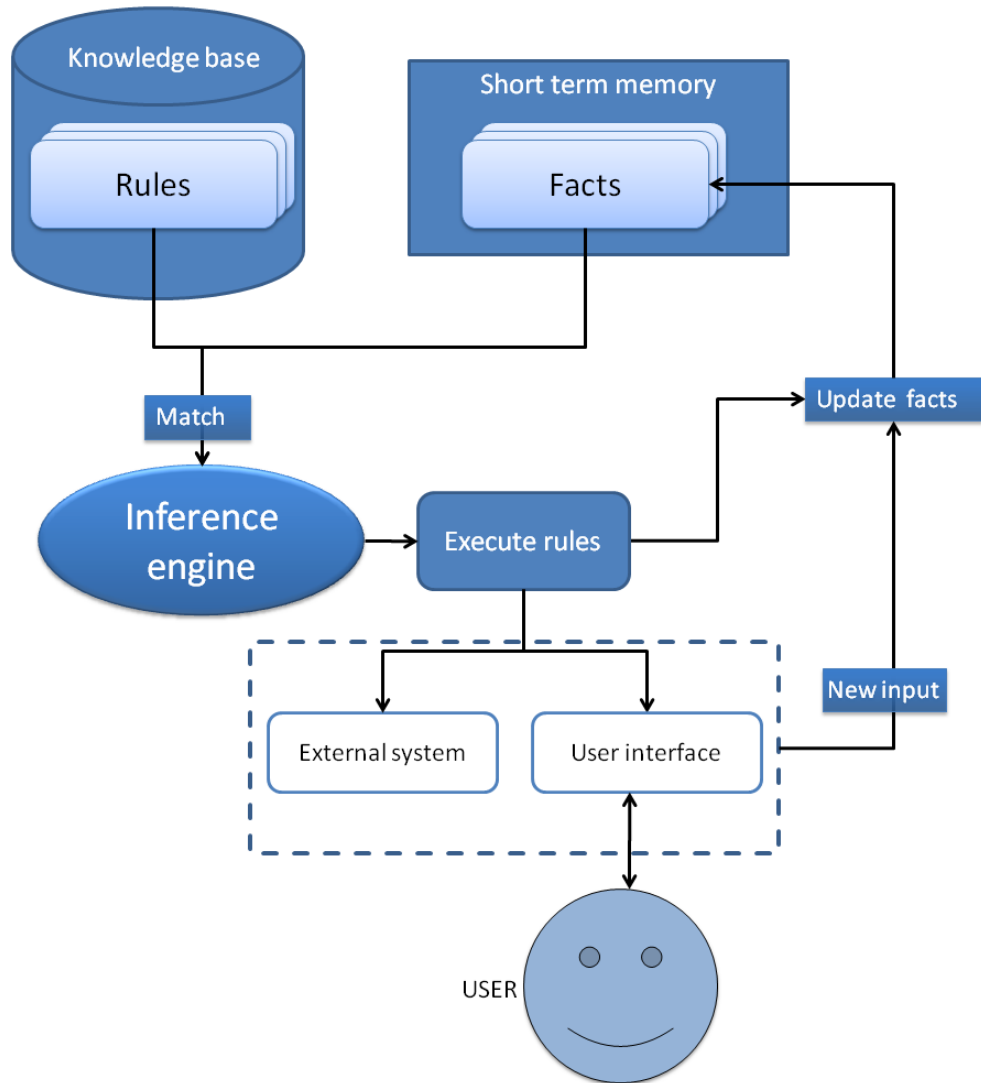 Knowledge base
Short term memory
Rules
Facts
Match
Update facts
Inference
engine
Execute rules
New input
External system
User interface
USER